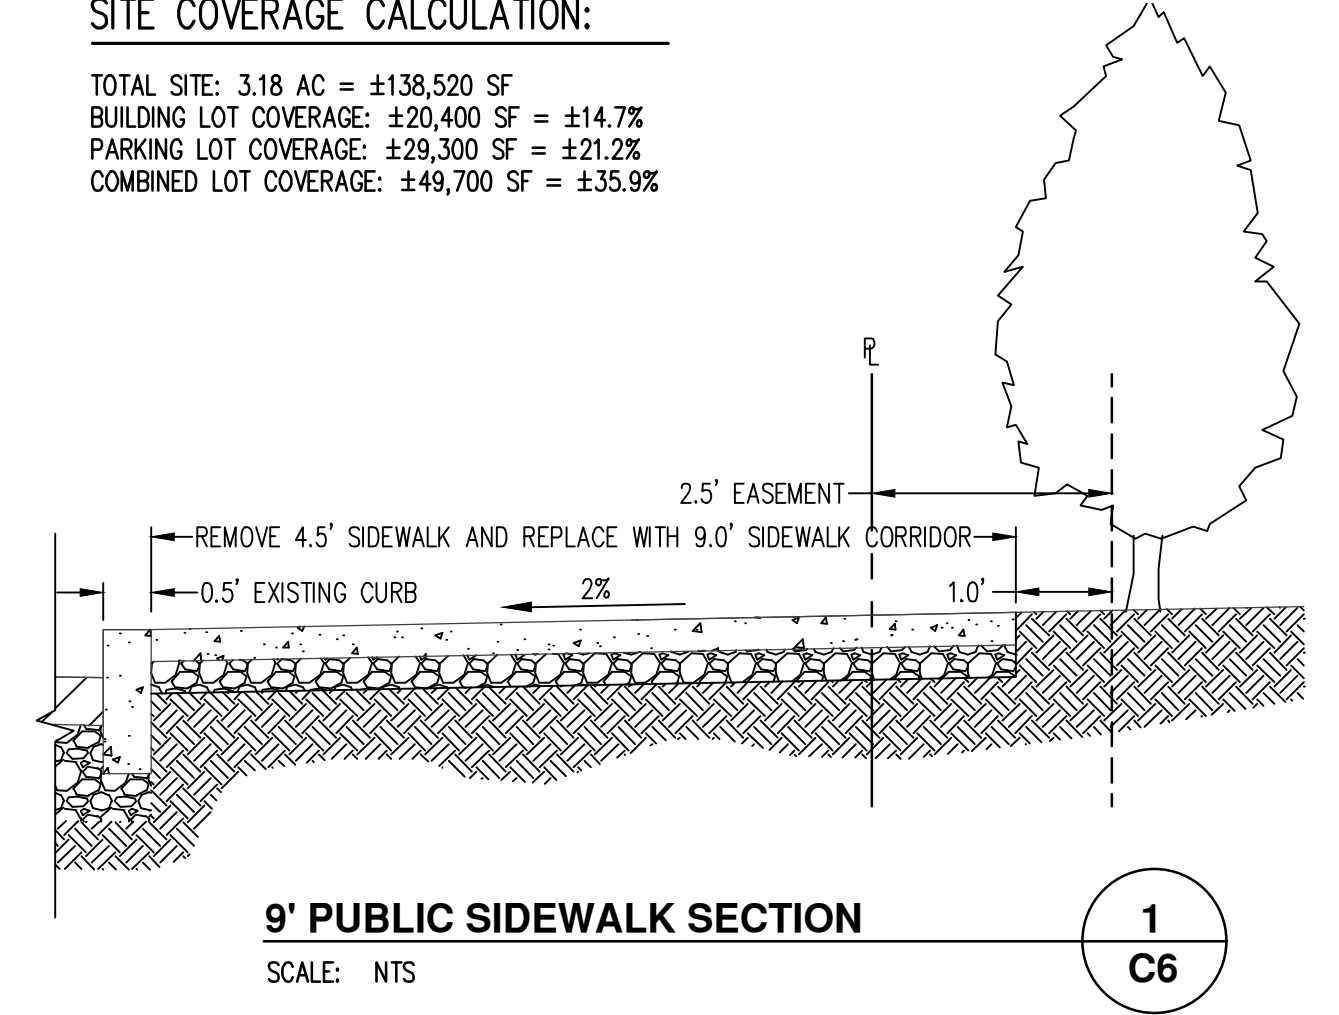 SITE COVERAGE CALCULATION:
TOTAL SITE: 3.18 AC = ±138,520 SF
BUILDING LOT COVERAGE: ±20,400 SF = ±14.7%
PARKING LOT COVERAGE: ±29,300 SF = ±21.2%
COMBINED LOT COVERAGE: ±49,700 SF = ±35.9%
PL
2.5' EASEMENT
REMOVE 4.5' SIDEWALK AND REPLACE WITH 9.0' SIDEWALK CORRIDOR
0.5' EXISTING CURB
2%
1.0'
9' PUBLIC SIDEWALK SECTION
1
SCALE: NTS
C6